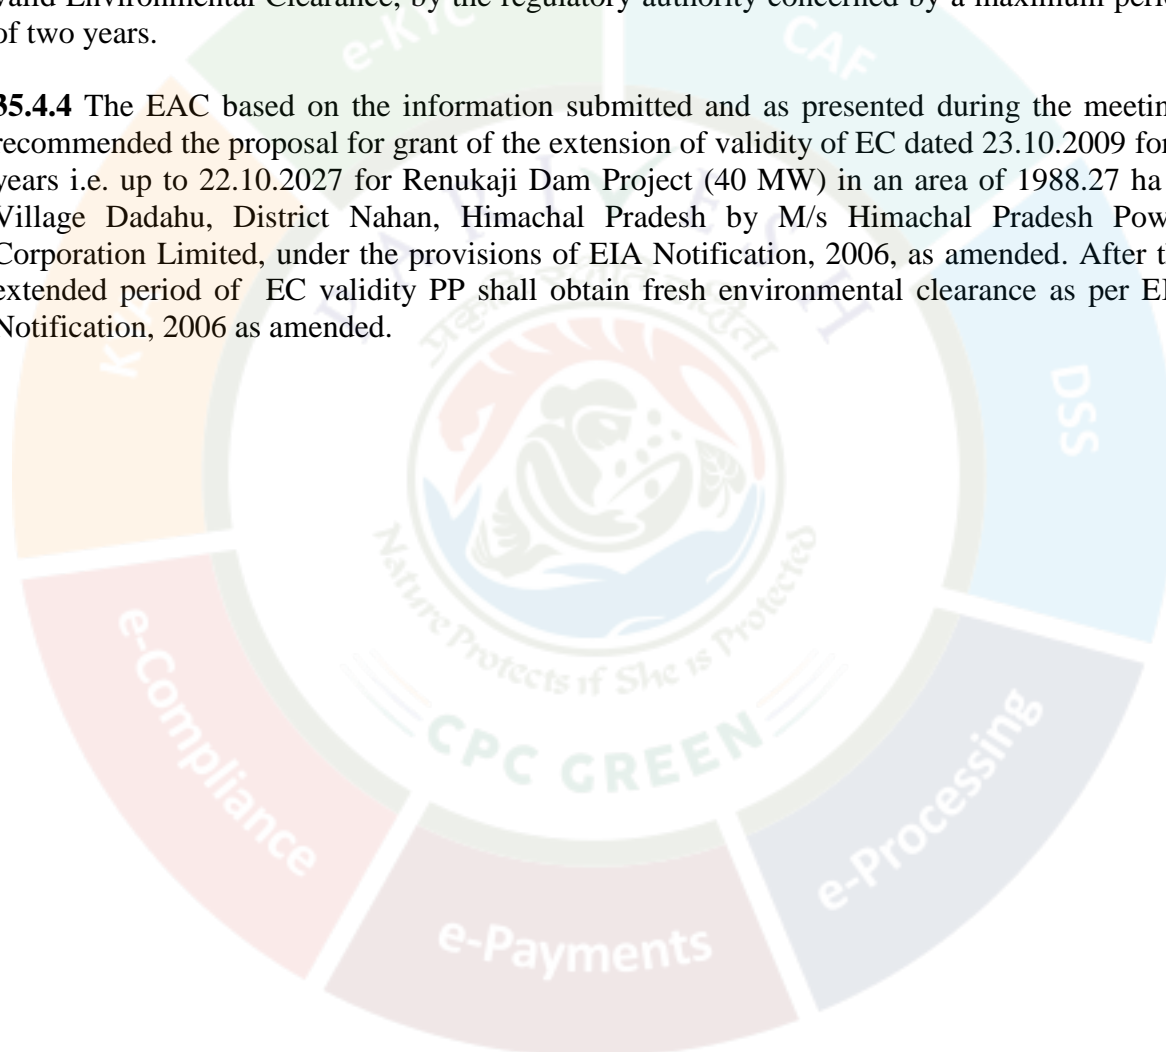 valid Environmental Clearance, by the regulatory authority concerned by a maximum peri
of two years.
35.4.4 The EAC based on the information submitted and as presented during the meetin
recommended the proposal for grant of the extension of validity of EC dated 23.10.2009 for
years i.e. up to 22.10.2027 for Renukaji Dam Project (40 MW) in an area of 1988.27 ha
Village Dadahu, District Nahan, Himachal Pradesh by M/s Himachal Pradesh Pow
Corporation Limited, under the provisions of EIA Notification, 2006, as amended. After th
extended period of EC validity PP shall obtain fresh environmental clearance as per EI
Notification, 2006 as amended.
CAF
DSS
Nature Protects if She is Protected
CPC GREEN
e-Compliance
e-Payments
e-Processing